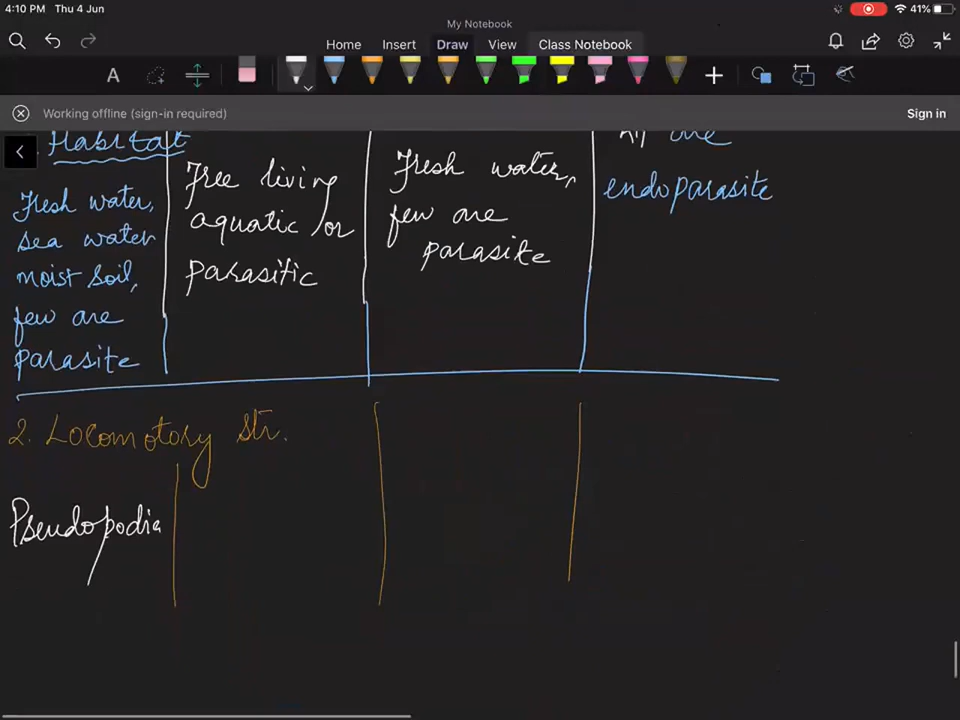 4:10 PM Thu 4 Jun
41%
My Notebook
Home Insert Draw View Class Notebook
A
Working offline (sign-in required)
Sign in
Habitat
Fresh water,
sea water
moist soil,
few are
parasite
Free living
aquatic or
parasitic
Fresh water,
few are
parasite
All are
endoparasite
2. Locomotory Str.
Pseudopodia